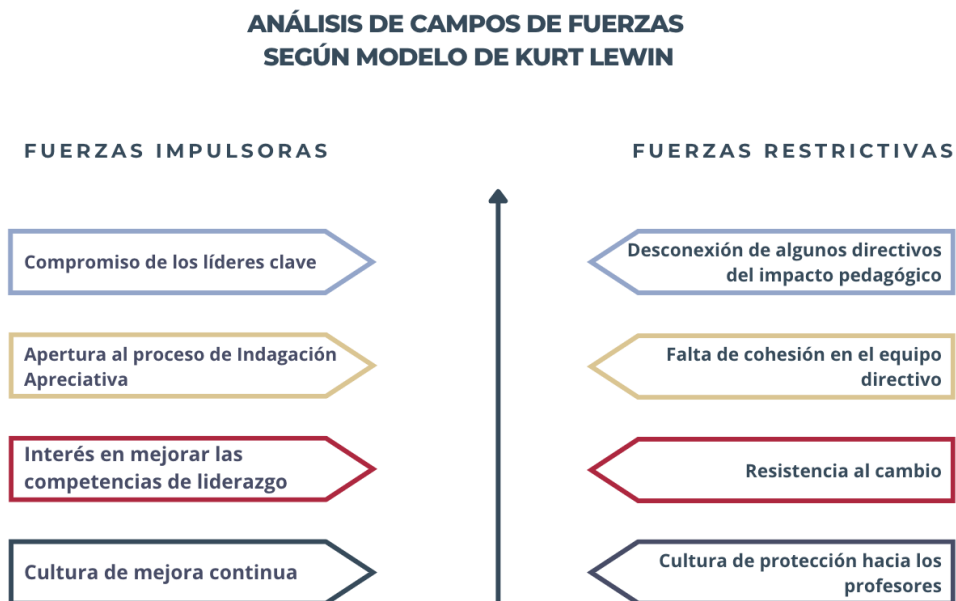 ANÁLISIS DE CAMPOS DE FUERZAS
SEGÚN MODELO DE KURT LEWIN
FUERZAS IMPULSORAS
Compromiso de los líderes clave
Apertura al proceso de Indagación
Apreciativa
Interés en mejorar las
competencias de liderazgo
Cultura de mejora continua
FUERZAS RESTRICTIVAS
Desconexión de algunos directivos
del impacto pedagógico
Falta de cohesión en el equipo
directivo
Resistencia al cambio
Cultura de protección hacia los
profesores